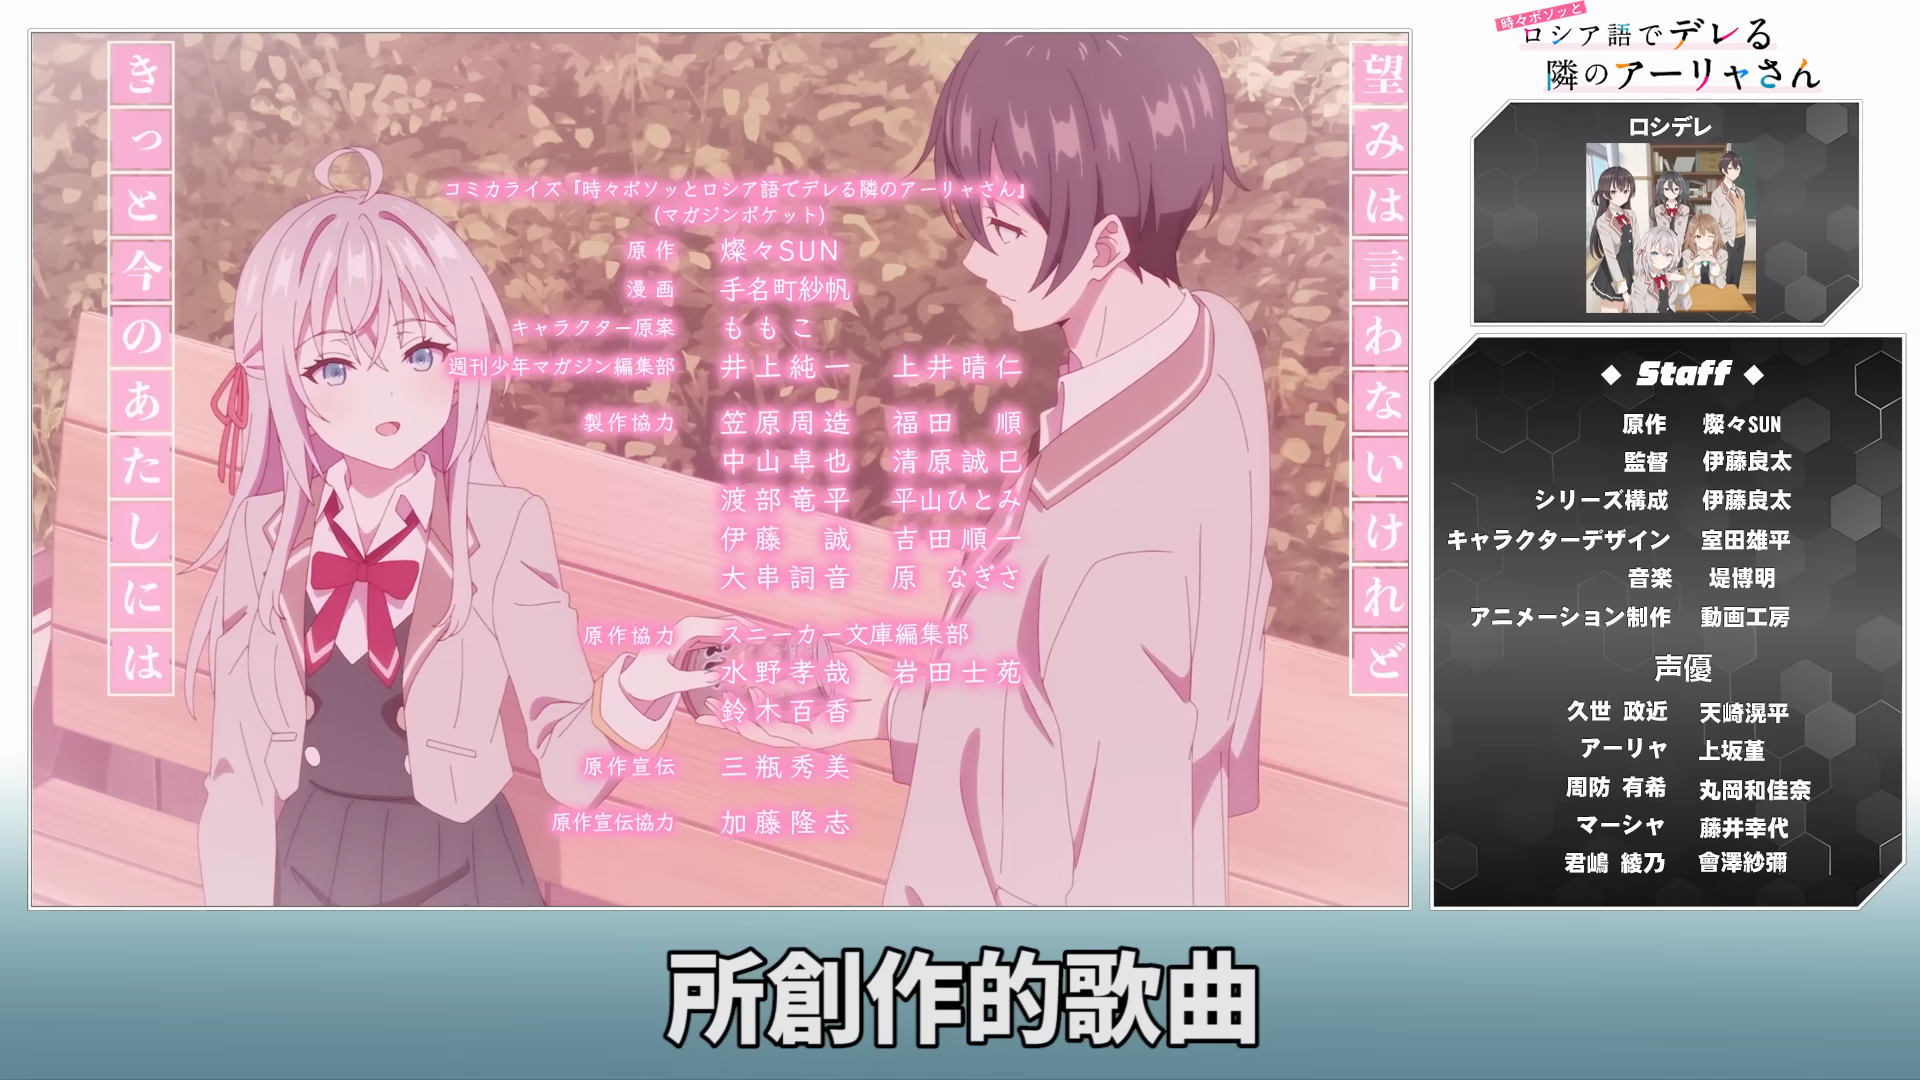 望みは言わないけれど
きっと今のあたしには
コミカライズ『時々ボソッとロシア語でデレる隣のアーリャさん』
(マガジンポケット)
原作 燦々SUN
漫画 手名町紗帆
キャラクター原案 ももこ
週刊少年マガジン編集部 井上純一 上井晴仁
製作協力 笠原周造 福田 順
中山卓也 清原誠巳
渡部竜平 平山ひとみ
伊藤 誠 吉田順一
大串詞音 原 なぎさ
原作協力 スニーカー文庫編集部
水野孝哉 岩田士苑
鈴木百香
原作宣伝 三瓶秀美
原作宣伝協力 加藤隆志
時々ボソッと
ロシア語でデレる
隣のアーリャさん
ロシデレ
◆ Staff ◆
原作 燦々SUN
監督 伊藤良太
シリーズ構成 伊藤良太
キャラクターデザイン 室田雄平
音楽 堤博明
アニメーション制作 動画工房
声優
久世 政近 天﨑滉平
アーリャ 上坂菫
周防 有希 丸岡和佳奈
マーシャ 藤井幸代
君嶋 綾乃 會澤紗彌
所創作的歌曲